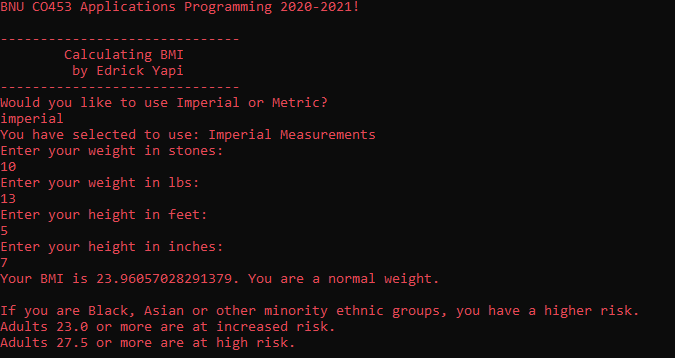 BNU CO453 Applications Programming 2020-2021!
------------------------------
Calculating BMI
by Edrick Yapi
------------------------------
Would you like to use Imperial or Metric?
imperial
You have selected to use: Imperial Measurements
Enter your weight in stones:
10
Enter your weight in lbs:
13
Enter your height in feet:
5
Enter your height in inches:
7
Your BMI is 23.96057028291379. You are a normal weight.
If you are Black, Asian or other minority ethnic groups, you have a higher risk.
Adults 23.0 or more are at increased risk.
Adults 27.5 or more are at high risk.